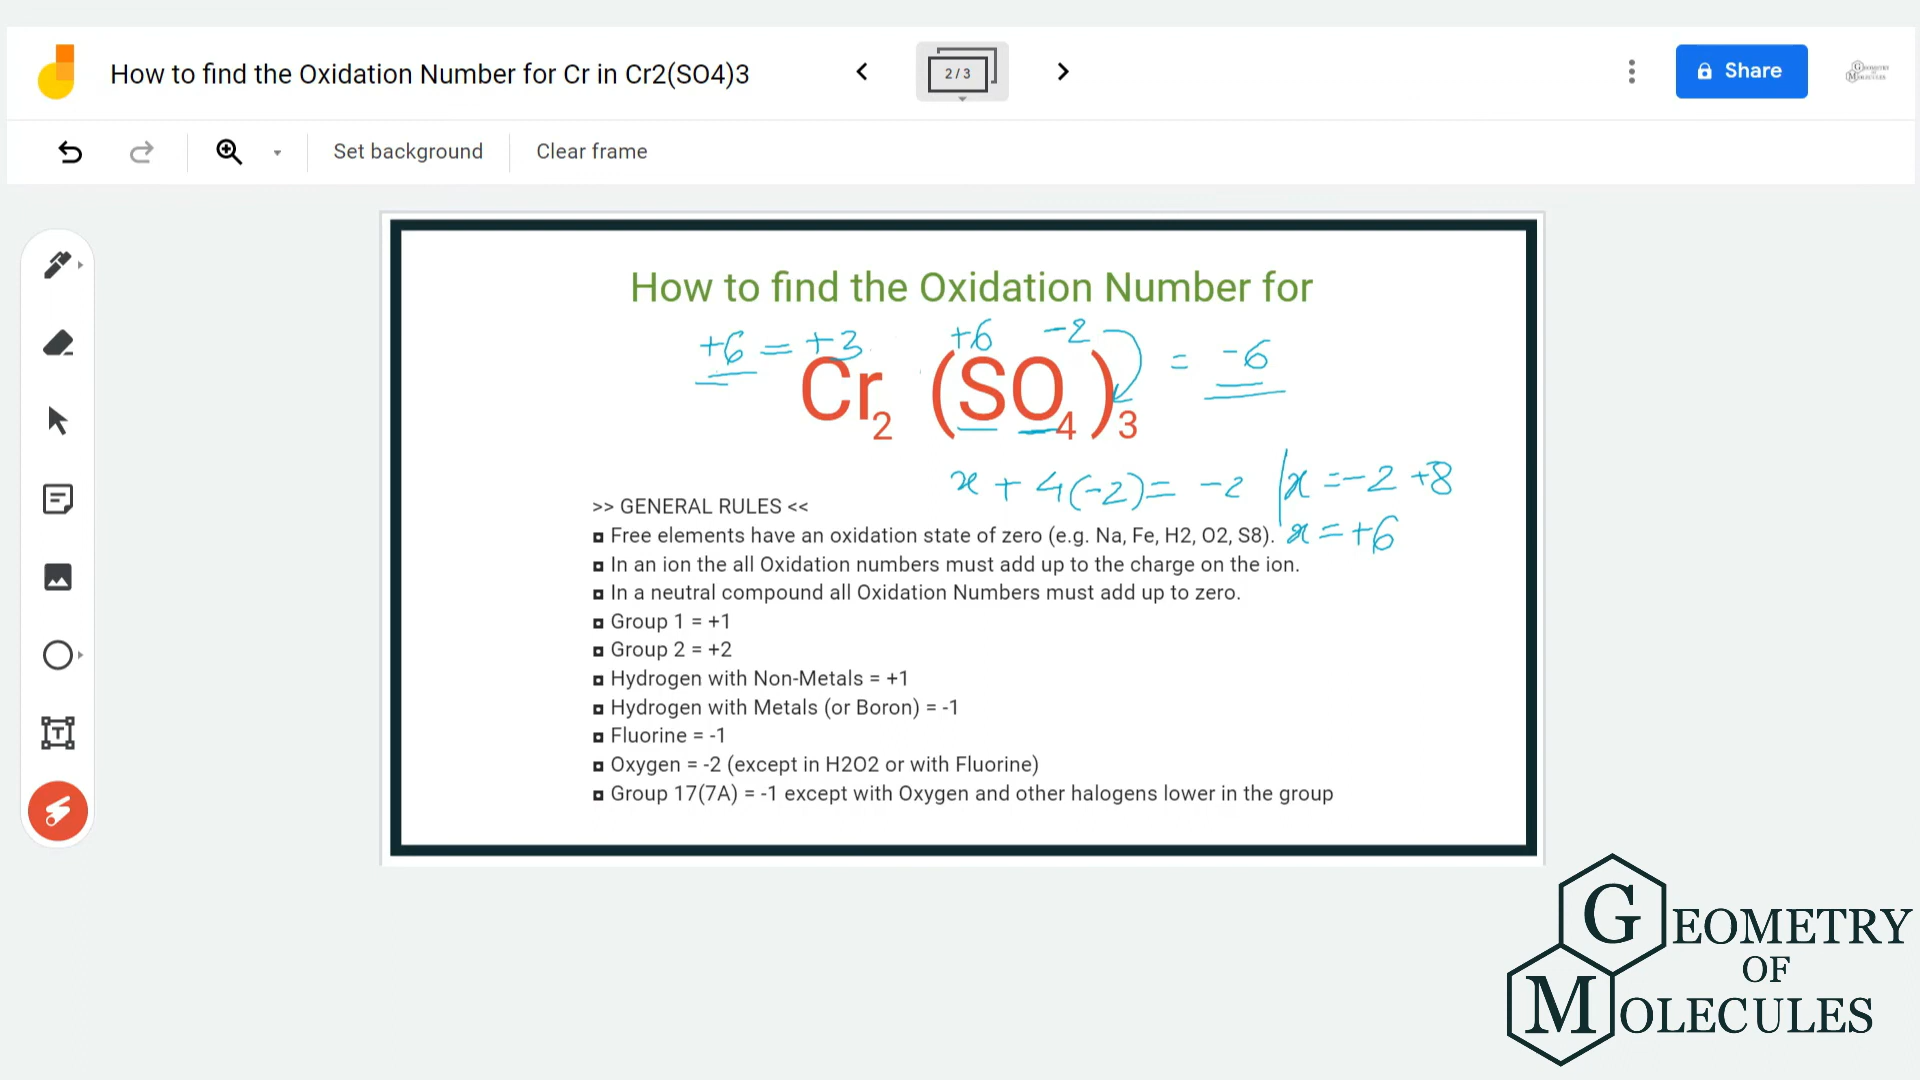 How to find the Oxidation Number for Cr in Cr2(SO4)3
2 / 3
Share
GEOMETRY
MOLECULES
Set background
Clear frame
How to find the Oxidation Number for
+6 = +3 +6 -2 = -6
Cr2 (SO4)3
x + 4(-2) = -2 | x = -2 +8
x = +6
>> GENERAL RULES <<
Free elements have an oxidation state of zero (e.g. Na, Fe, H2, O2, S8).
In an ion the all Oxidation numbers must add up to the charge on the ion.
In a neutral compound all Oxidation Numbers must add up to zero.
Group 1 = +1
Group 2 = +2
Hydrogen with Non-Metals = +1
Hydrogen with Metals (or Boron) = -1
Fluorine = -1
Oxygen = -2 (except in H2O2 or with Fluorine)
Group 17(7A) = -1 except with Oxygen and other halogens lower in the group
GEOMETRY
OF
MOLECULES